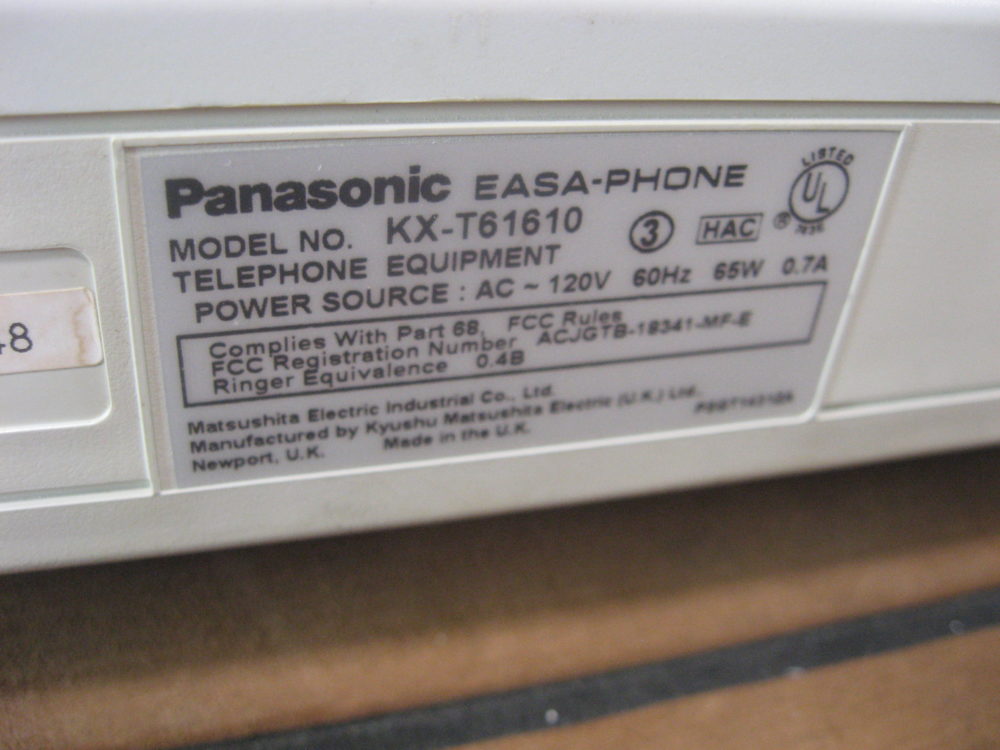 Panasonic EASA-PHONE
MODEL NO. KX-T61610 3 HAC ® UL LISTED
TELEPHONE EQUIPMENT
POWER SOURCE : AC ~ 120V 60Hz 65W 0.7A
Complies With Part 68, FCC Rules
FCC Registration Number ACJGTB-18341-MF-E
Ringer Equivalence 0.4B
Matsushita Electric Industrial Co., Ltd.
Manufactured by Kyushu Matsushita Electric (U.K.) Ltd.
Newport, U.K. Made in the U.K.
48